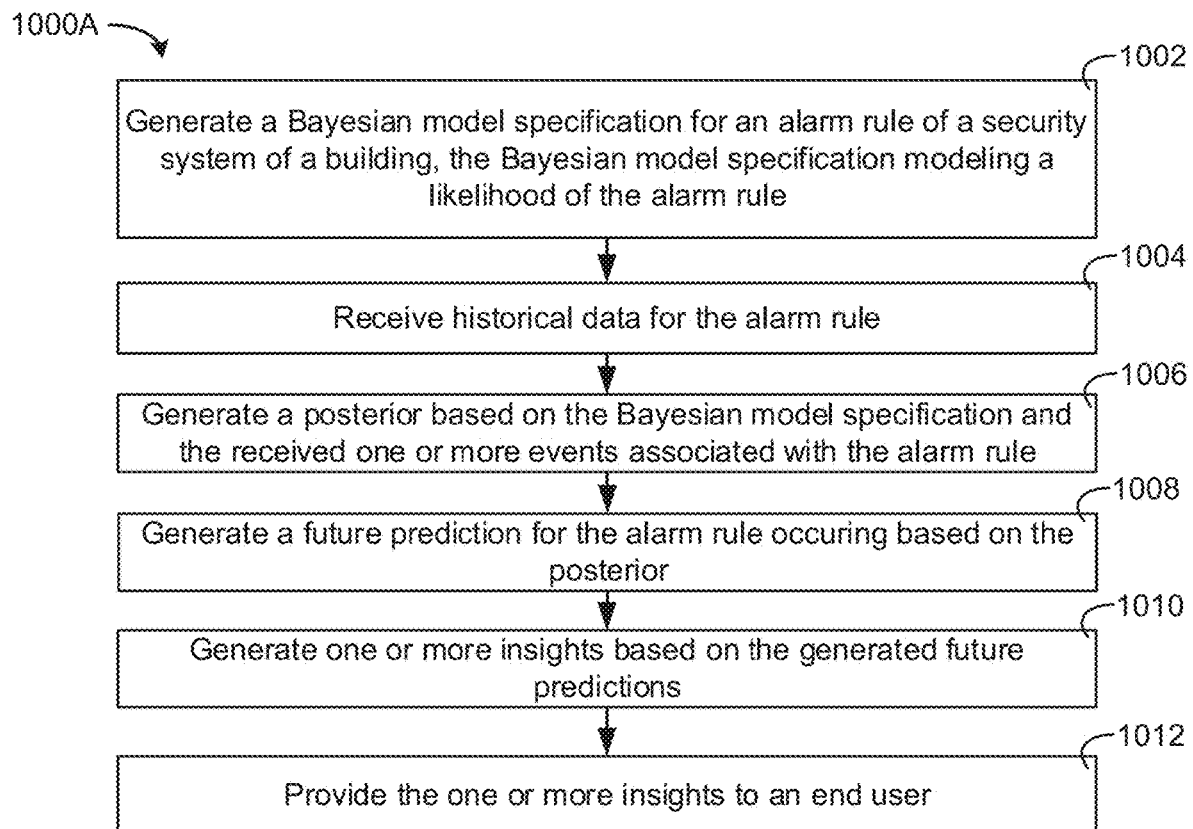 1000A
1002
Generate a Bayesian model specification for an alarm rule of a security
system of a building, the Bayesian model specification modeling a
likelihood of the alarm rule
1004
Receive historical data for the alarm rule
1006
Generate a posterior based on the Bayesian model specification and
the received one or more events associated with the alarm rule
1008
Generate a future prediction for the alarm rule occuring based on the
posterior
1010
Generate one or more insights based on the generated future
predictions
1012
Provide the one or more insights to an end user